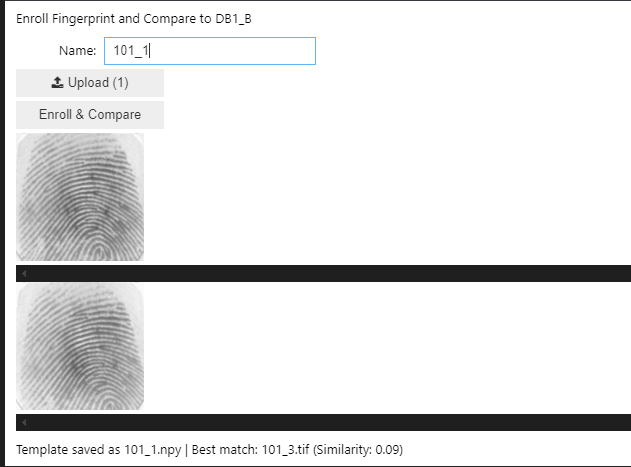 Enroll Fingerprint and Compare to DB1_B
Name: 101_1
Upload (1)
Enroll & Compare
Template saved as 101_1.npy | Best match: 101_3.tif (Similarity: 0.09)